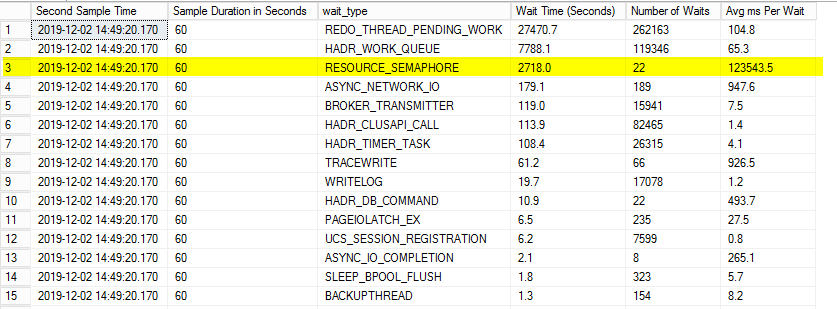 Second Sample Time Sample Duration in Seconds wait_type Wait Time (Seconds) Number of Waits Avg ms Per Wait
1 2019-12-02 14:49:20.170 60 REDO_THREAD_PENDING_WORK 27470.7 262163 104.8
2 2019-12-02 14:49:20.170 60 HADR_WORK_QUEUE 7788.1 119346 65.3
3 2019-12-02 14:49:20.170 60 RESOURCE_SEMAPHORE 2718.0 22 123543.5
4 2019-12-02 14:49:20.170 60 ASYNC_NETWORK_IO 179.1 189 947.6
5 2019-12-02 14:49:20.170 60 BROKER_TRANSMITTER 119.0 15941 7.5
6 2019-12-02 14:49:20.170 60 HADR_CLUSAPI_CALL 113.9 82465 1.4
7 2019-12-02 14:49:20.170 60 HADR_TIMER_TASK 108.4 26315 4.1
8 2019-12-02 14:49:20.170 60 TRACEWRITE 61.2 66 926.5
9 2019-12-02 14:49:20.170 60 WRITELOG 19.7 17078 1.2
10 2019-12-02 14:49:20.170 60 HADR_DB_COMMAND 10.9 22 493.7
11 2019-12-02 14:49:20.170 60 PAGEIOLATCH_EX 6.5 235 27.5
12 2019-12-02 14:49:20.170 60 UCS_SESSION_REGISTRATION 6.2 7599 0.8
13 2019-12-02 14:49:20.170 60 ASYNC_IO_COMPLETION 2.1 8 265.1
14 2019-12-02 14:49:20.170 60 SLEEP_BPOOL_FLUSH 1.8 323 5.7
15 2019-12-02 14:49:20.170 60 BACKUPTHREAD 1.3 154 8.2